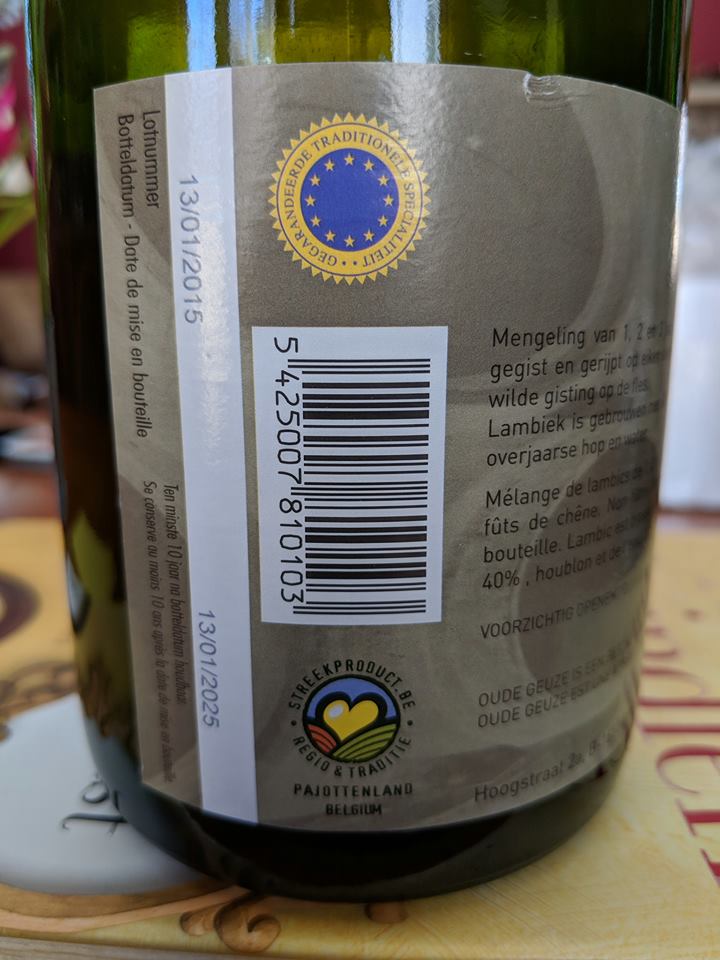 Lotnummer
Botteldatum - Date de mise en bouteille
13/01/2015
Ten minste 10 jaar na botteldatum houdbaar.
Se conserve au moins 10 ans après la date de mise en bouteille
13/01/2025
GEGARANDEERDE TRADITIONELE SPECIALITEIT
5 425007 810103
STREEKPRODUCT.BE
REGIO & TRADITIE
PAJOTTENLAND
BELGIUM
Mengeling van 1, 2 en
gegist en gerijpt op
wilde gisting op de fles.
Lambiek is gebrouwen
overjaarse hop en water.
Mélange de lambics de
fûts de chêne. Non
bouteille. Lambic est
40% , houblon et de
VOORZICHTIG OPENEN
OUDE GEUZE IS EEN
OUDE GEUZE EST
Hoogstraat 2a, B-